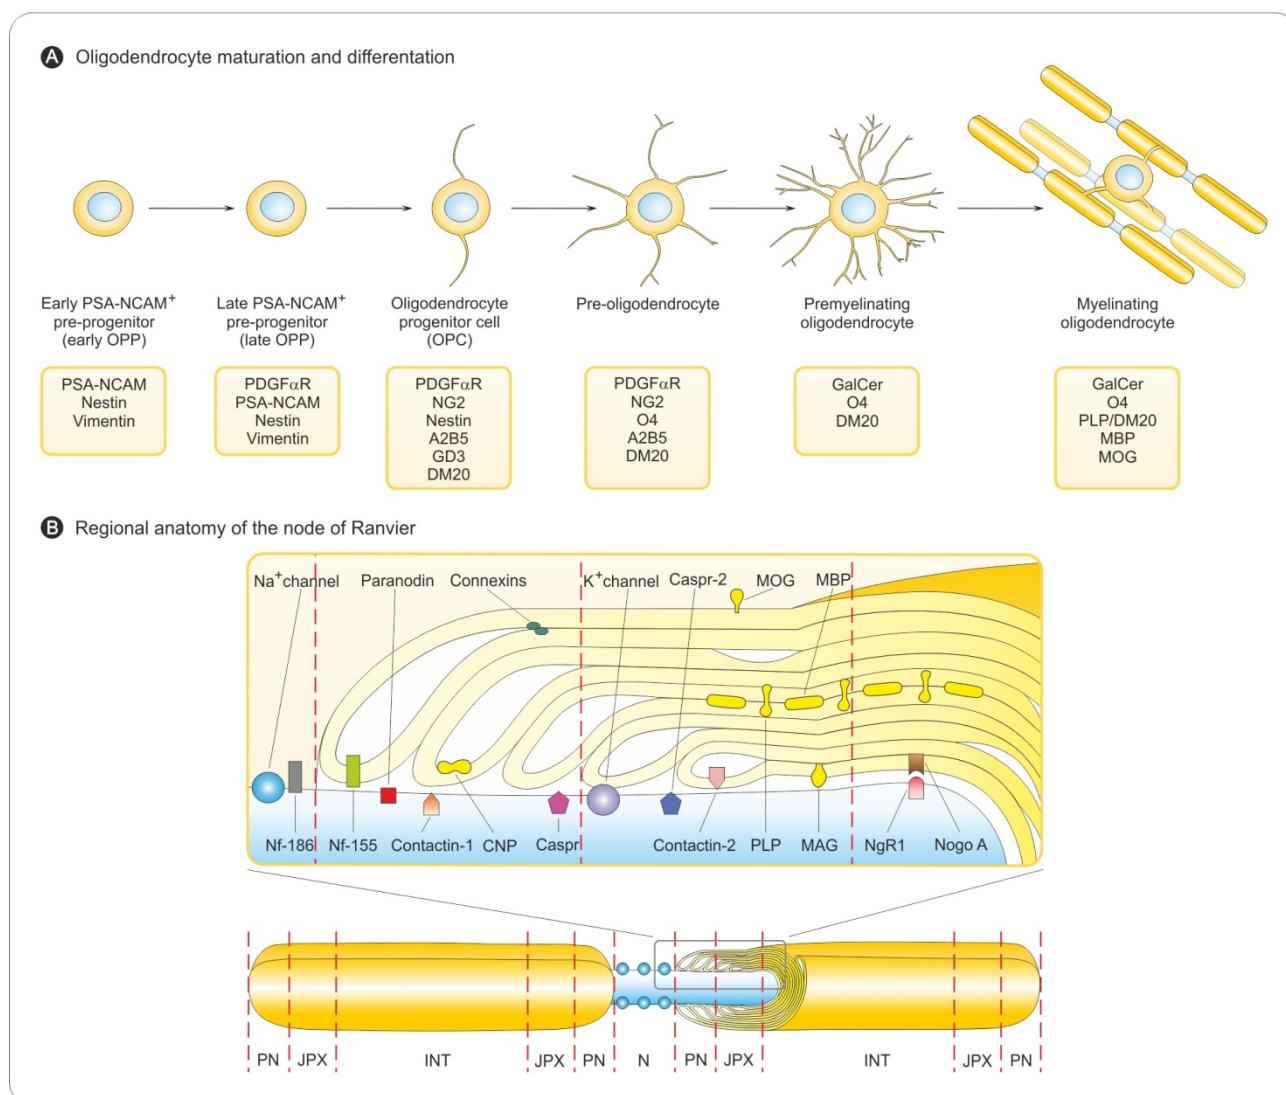 A Oligodendrocyte maturation and differentation
Early PSA-NCAM⁺
pre-progenitor
(early OPP)
Late PSA-NCAM⁺
pre-progenitor
(late OPP)
Oligodendrocyte
progenitor cell
(OPC)
Pre-oligodendrocyte
Premyelinating
oligodendrocyte
Myelinating
oligodendrocyte
PSA-NCAM
Nestin
Vimentin
PDGFαR
PSA-NCAM
Nestin
Vimentin
PDGFαR
NG2
Nestin
A2B5
GD3
DM20
PDGFαR
NG2
O4
A2B5
DM20
GalCer
O4
DM20
GalCer
O4
PLP/DM20
MBP
MOG
B Regional anatomy of the node of Ranvier
Na⁺channel Paranodin Connexins K⁺channel Caspr-2 MOG MBP
Nf-186 Nf-155 Contactin-1 CNP Caspr Contactin-2 PLP MAG NgR1 Nogo A
PN JPX INT JPX PN N PN JPX INT JPX PN